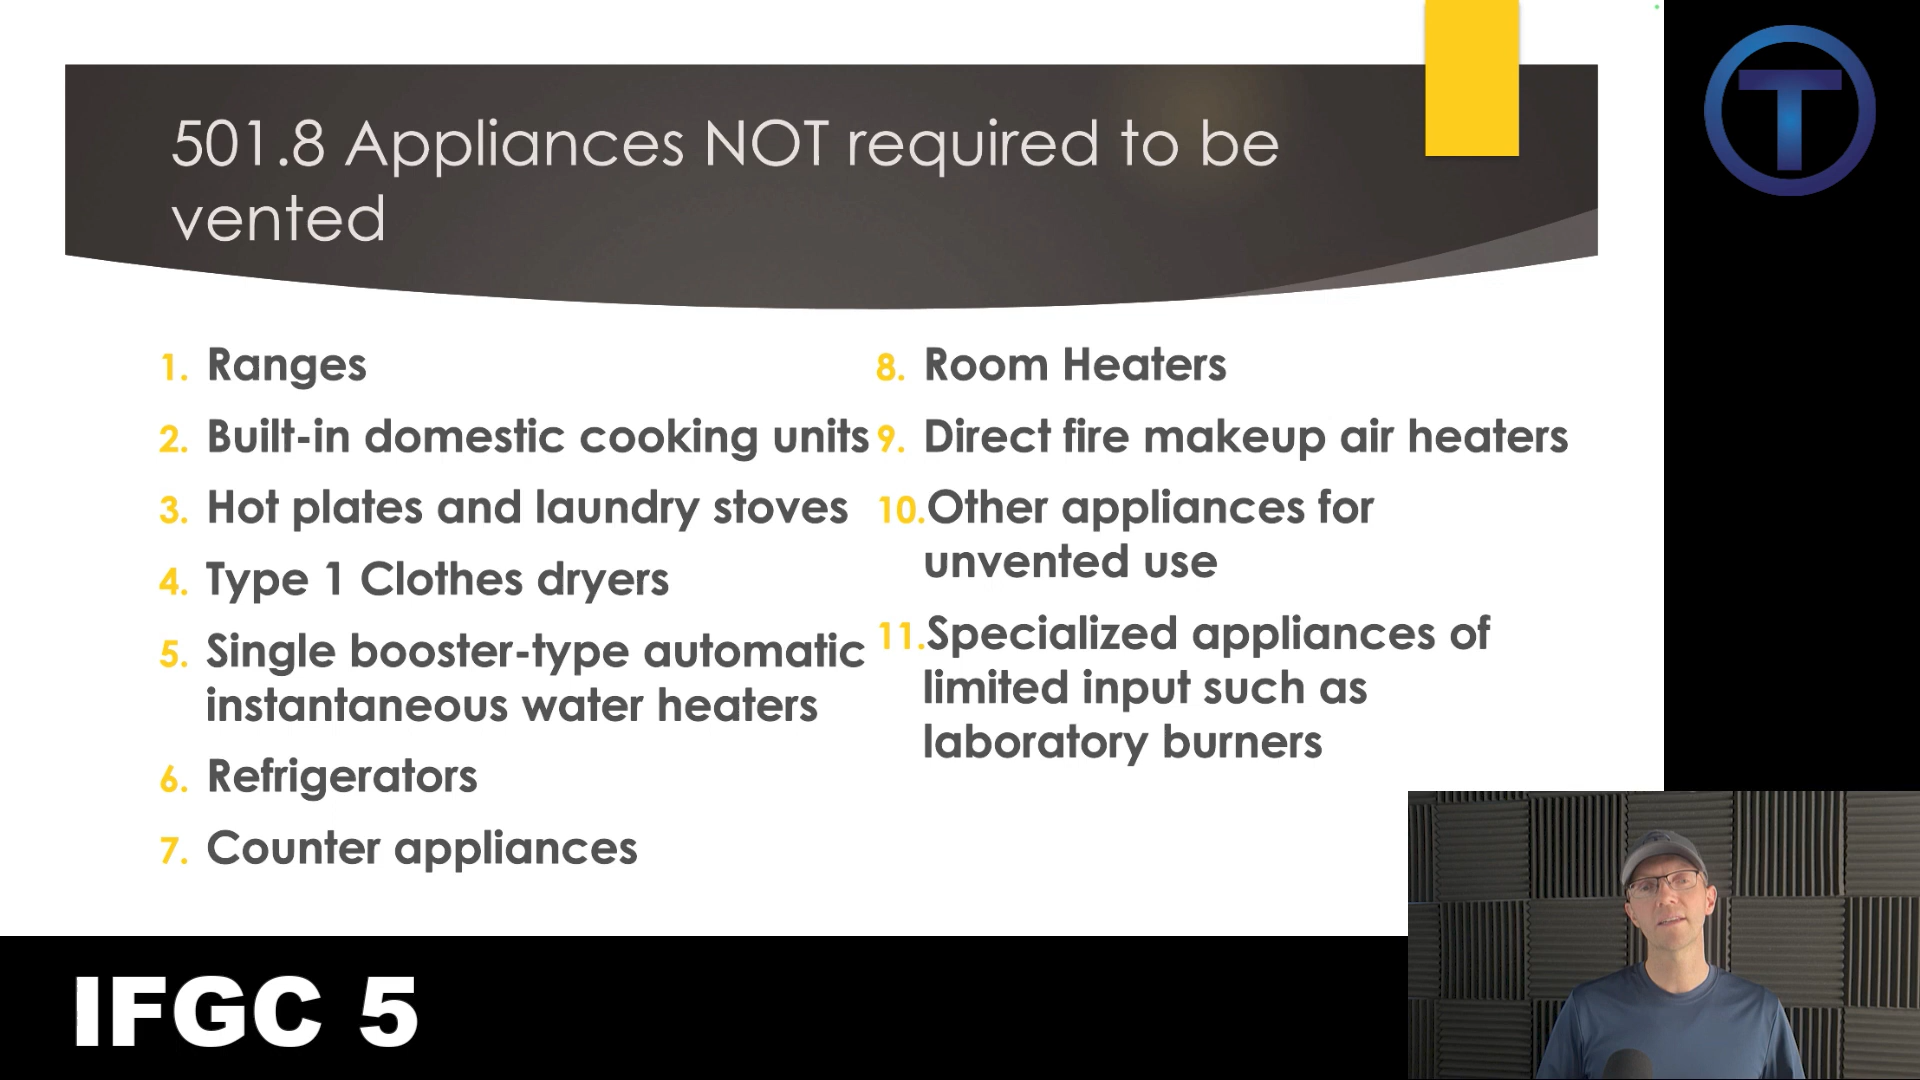 501.8 Appliances NOT required to be
vented
1. Ranges
2. Built-in domestic cooking units
3. Hot plates and laundry stoves
4. Type 1 Clothes dryers
5. Single booster-type automatic
instantaneous water heaters
6. Refrigerators
7. Counter appliances
8. Room Heaters
9. Direct fire makeup air heaters
10. Other appliances for
unvented use
11. Specialized appliances of
limited input such as
laboratory burners
T
IFGC 5